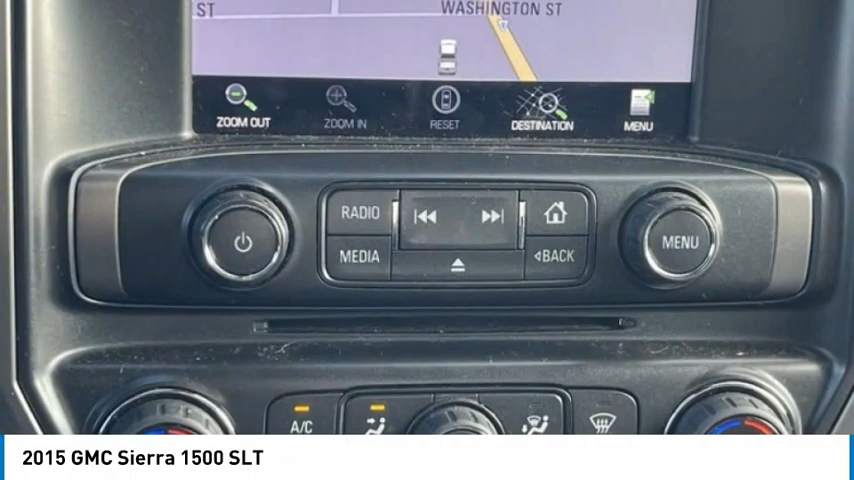 ST
WASHINGTON ST
ZOOM OUT
ZOOM IN
RESET
DESTINATION
MENU
RADIO
MEDIA
BACK
MENU
A/C
2015 GMC Sierra 1500 SLT